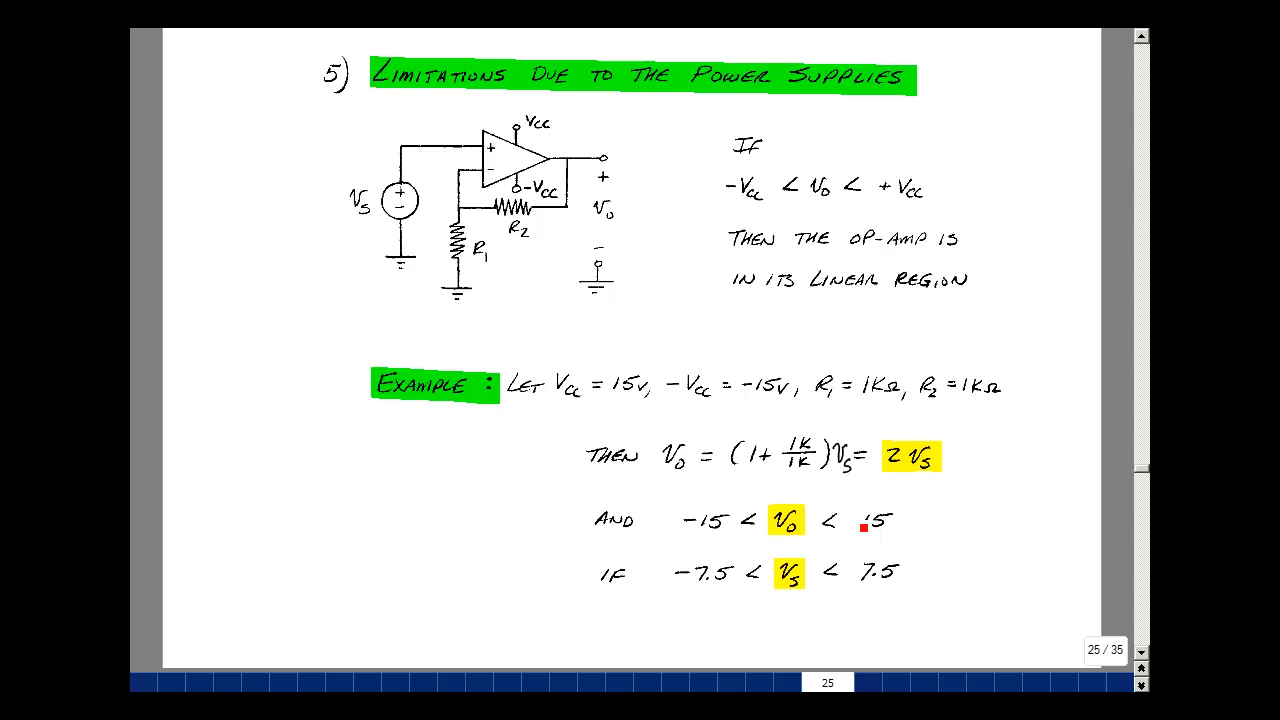 5) LIMITATIONS DUE TO THE POWER SUPPLIES
VCC
+
-
-VCC
VS
+
-
R2
R1
+
Vo
-
IF
-VCC < Vo < +VCC
THEN THE OP-AMP IS
IN ITS LINEAR REGION
EXAMPLE: LET VCC = 15V, -VCC = -15V, R1 = 1KΩ, R2 = 1KΩ
THEN Vo = (1 + 1K/1K)VS = 2 VS
AND -15 < Vo < 15
IF -7.5 < VS < 7.5
25 / 35
25